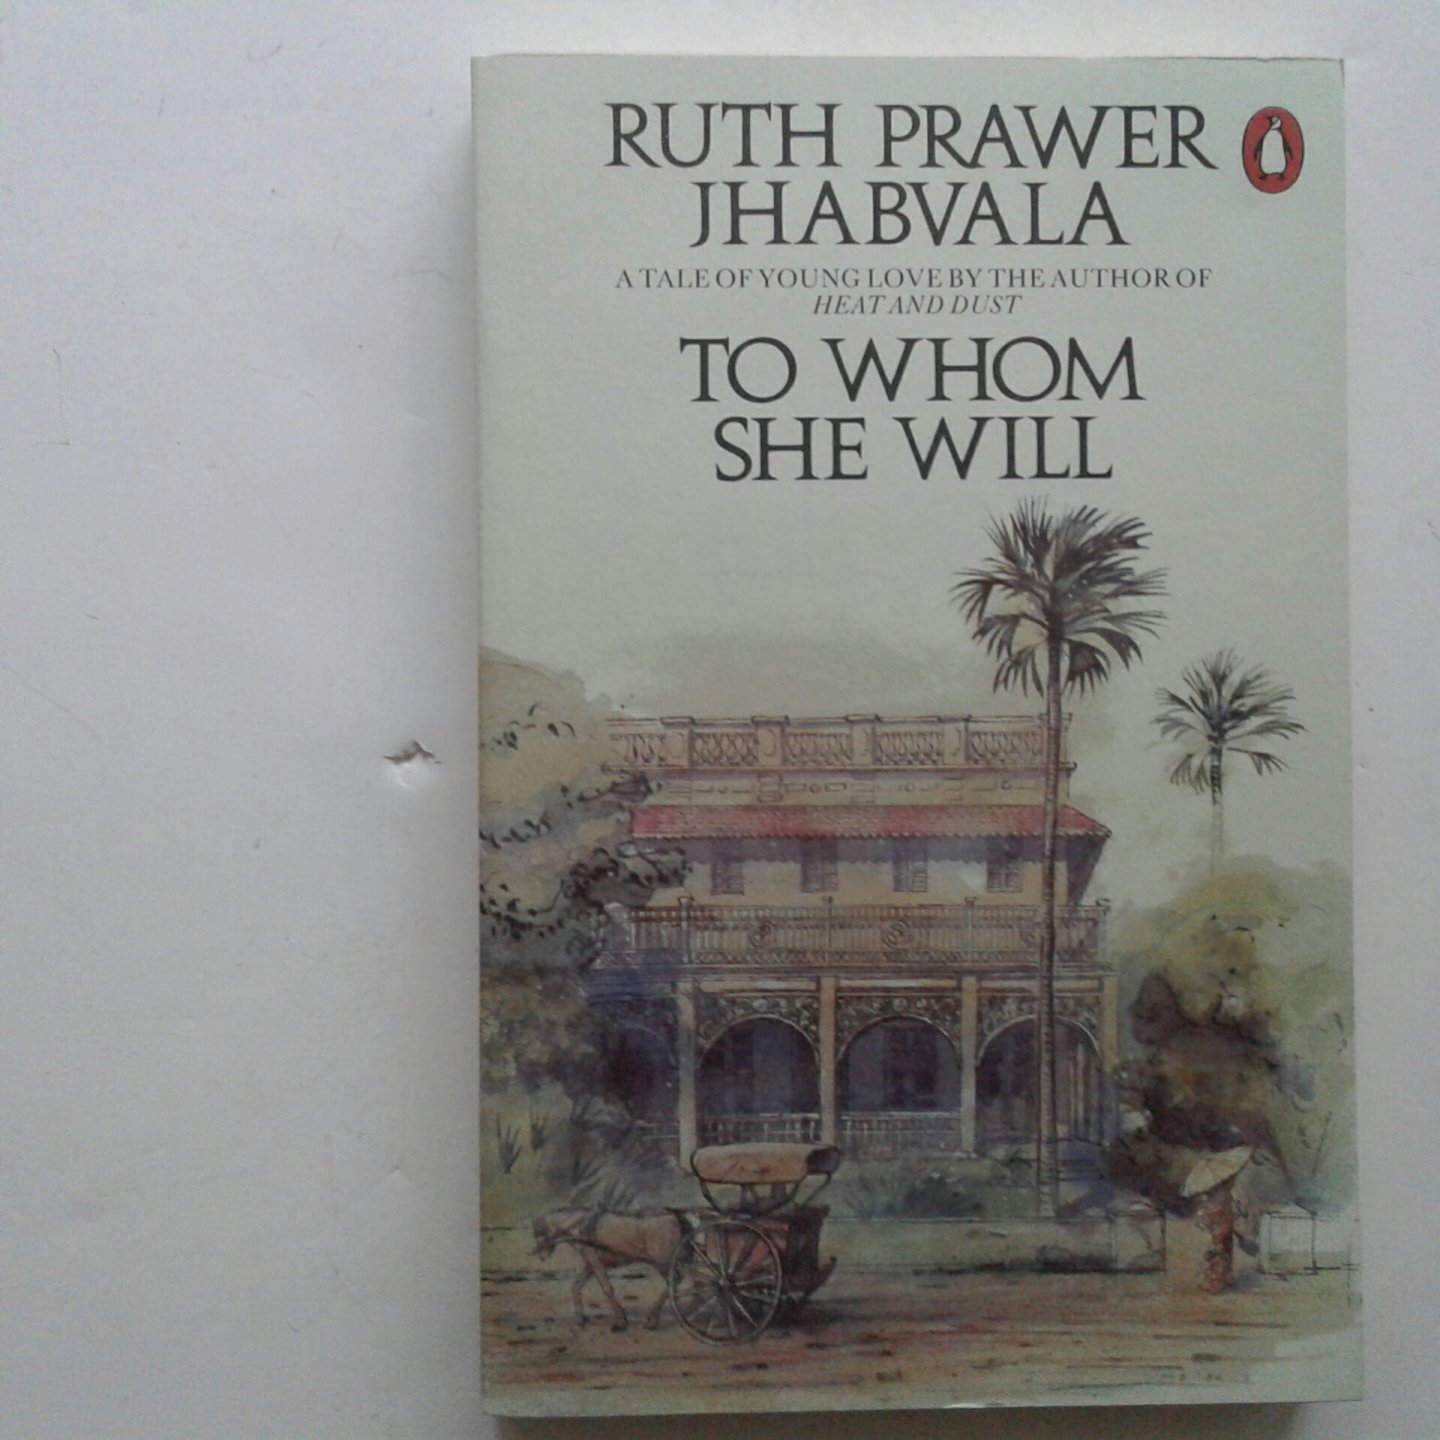 RUTH PRAWER
JHABVALA
A TALE OF YOUNG LOVE BY THE AUTHOR OF
HEAT AND DUST
TO WHOM
SHE WILL